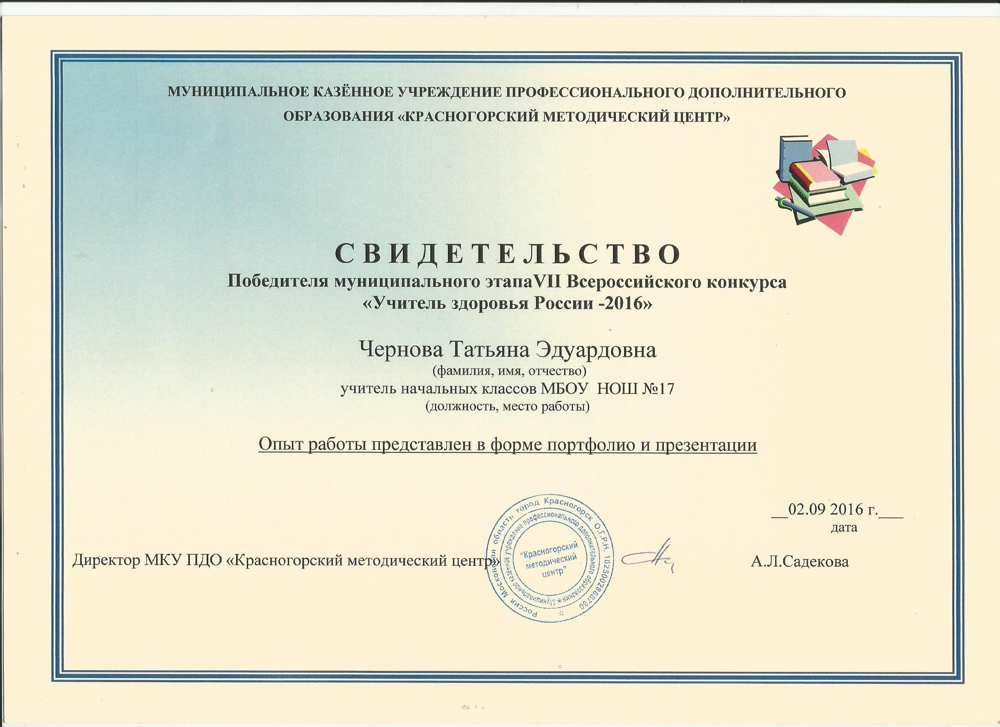 МУНИЦИПАЛЬНОЕ КАЗЁННОЕ УЧРЕЖДЕНИЕ ПРОФЕССИОНАЛЬНОГО ДОПОЛНИТЕЛЬНОГО
ОБРАЗОВАНИЯ «КРАСНОГОРСКИЙ МЕТОДИЧЕСКИЙ ЦЕНТР»
СВИДЕТЕЛЬСТВО
Победителя муниципального этапаVII Всероссийского конкурса
«Учитель здоровья России -2016»
Чернова Татьяна Эдуардовна
(фамилия, имя, отчество)
учитель начальных классов МБОУ  НОШ №17
(должность, место работы)
Опыт работы представлен в форме портфолио и презентации
__02.09 2016 г.___
дата
Директор МКУ ПДО «Красногорский методический центр»
А.Л.Садекова
Россия Московская область город Красногорск О.Г.Р.Н. 1025002863730
Муниципальное казенное учреждение профессионального дополнительного образования
"Красногорский
методический
центр"